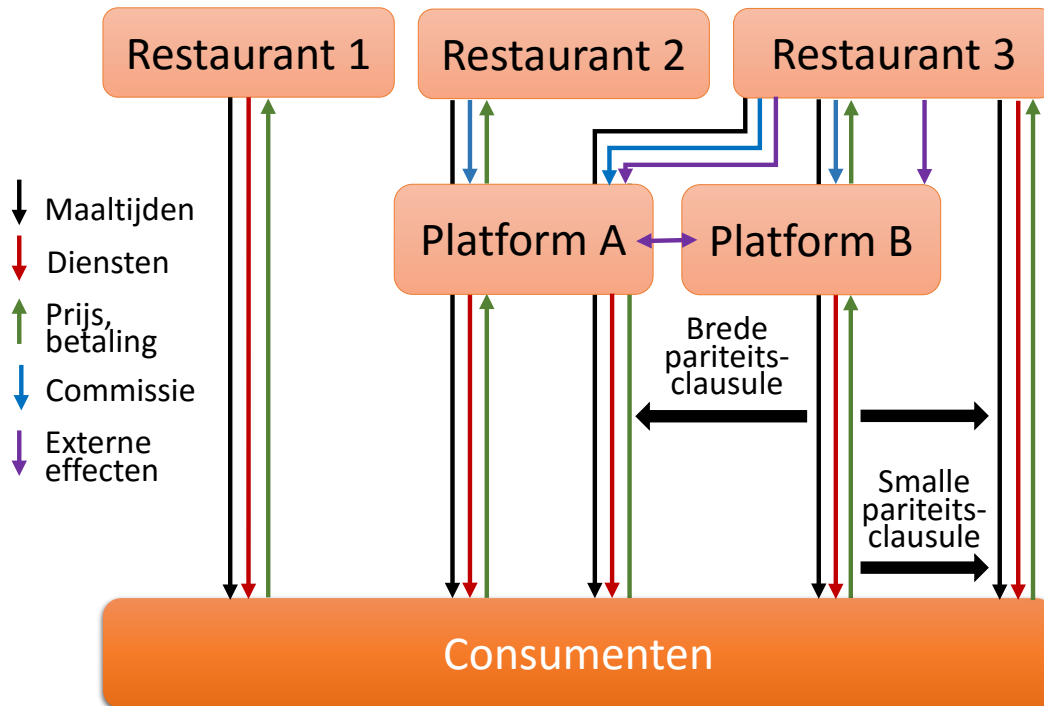 Restaurant 1
Restaurant 2
Restaurant 3
Maaltijden
Diensten
Prijs,
betaling
Commissie
Externe
effecten
Platform A
Platform B
Brede
pariteits-
clausule
Smalle
pariteits-
clausule
Consumenten